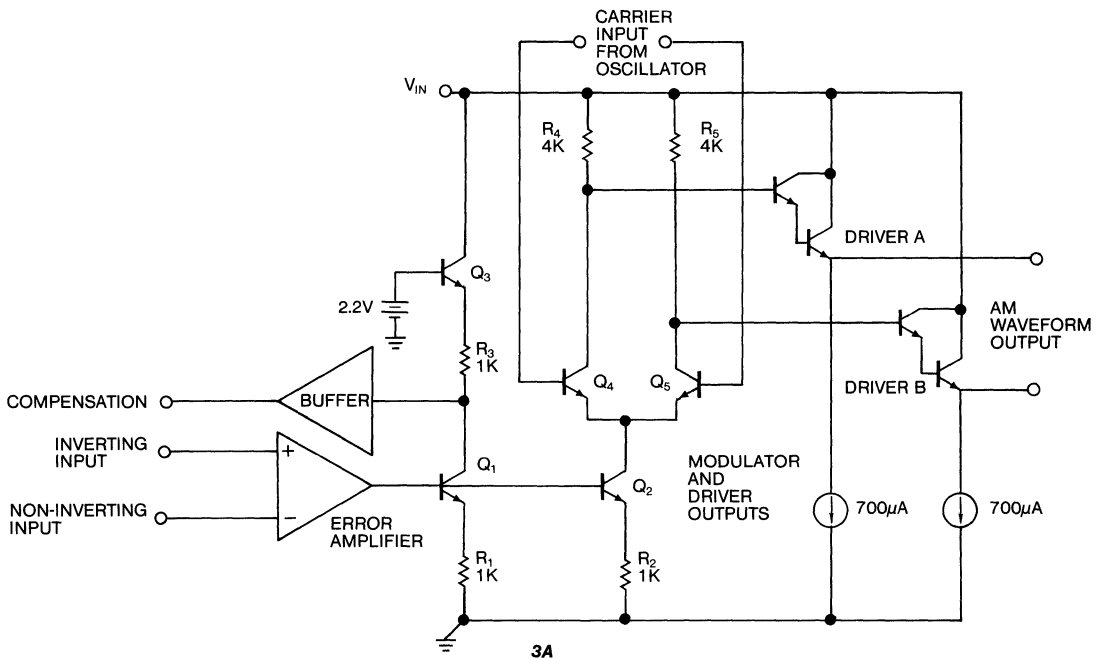 CARRIER
INPUT
FROM
OSCILLATOR
VIN
R4
4K
R5
4K
DRIVER A
Q3
2.2V
AM
WAVEFORM
OUTPUT
R3
1K
Q4
Q5
DRIVER B
BUFFER
COMPENSATION
INVERTING
INPUT
+
Q1
Q2
MODULATOR
AND
DRIVER
OUTPUTS
NON-INVERTING
INPUT
−
ERROR
AMPLIFIER
700µA
700µA
R1
1K
R2
1K
3A